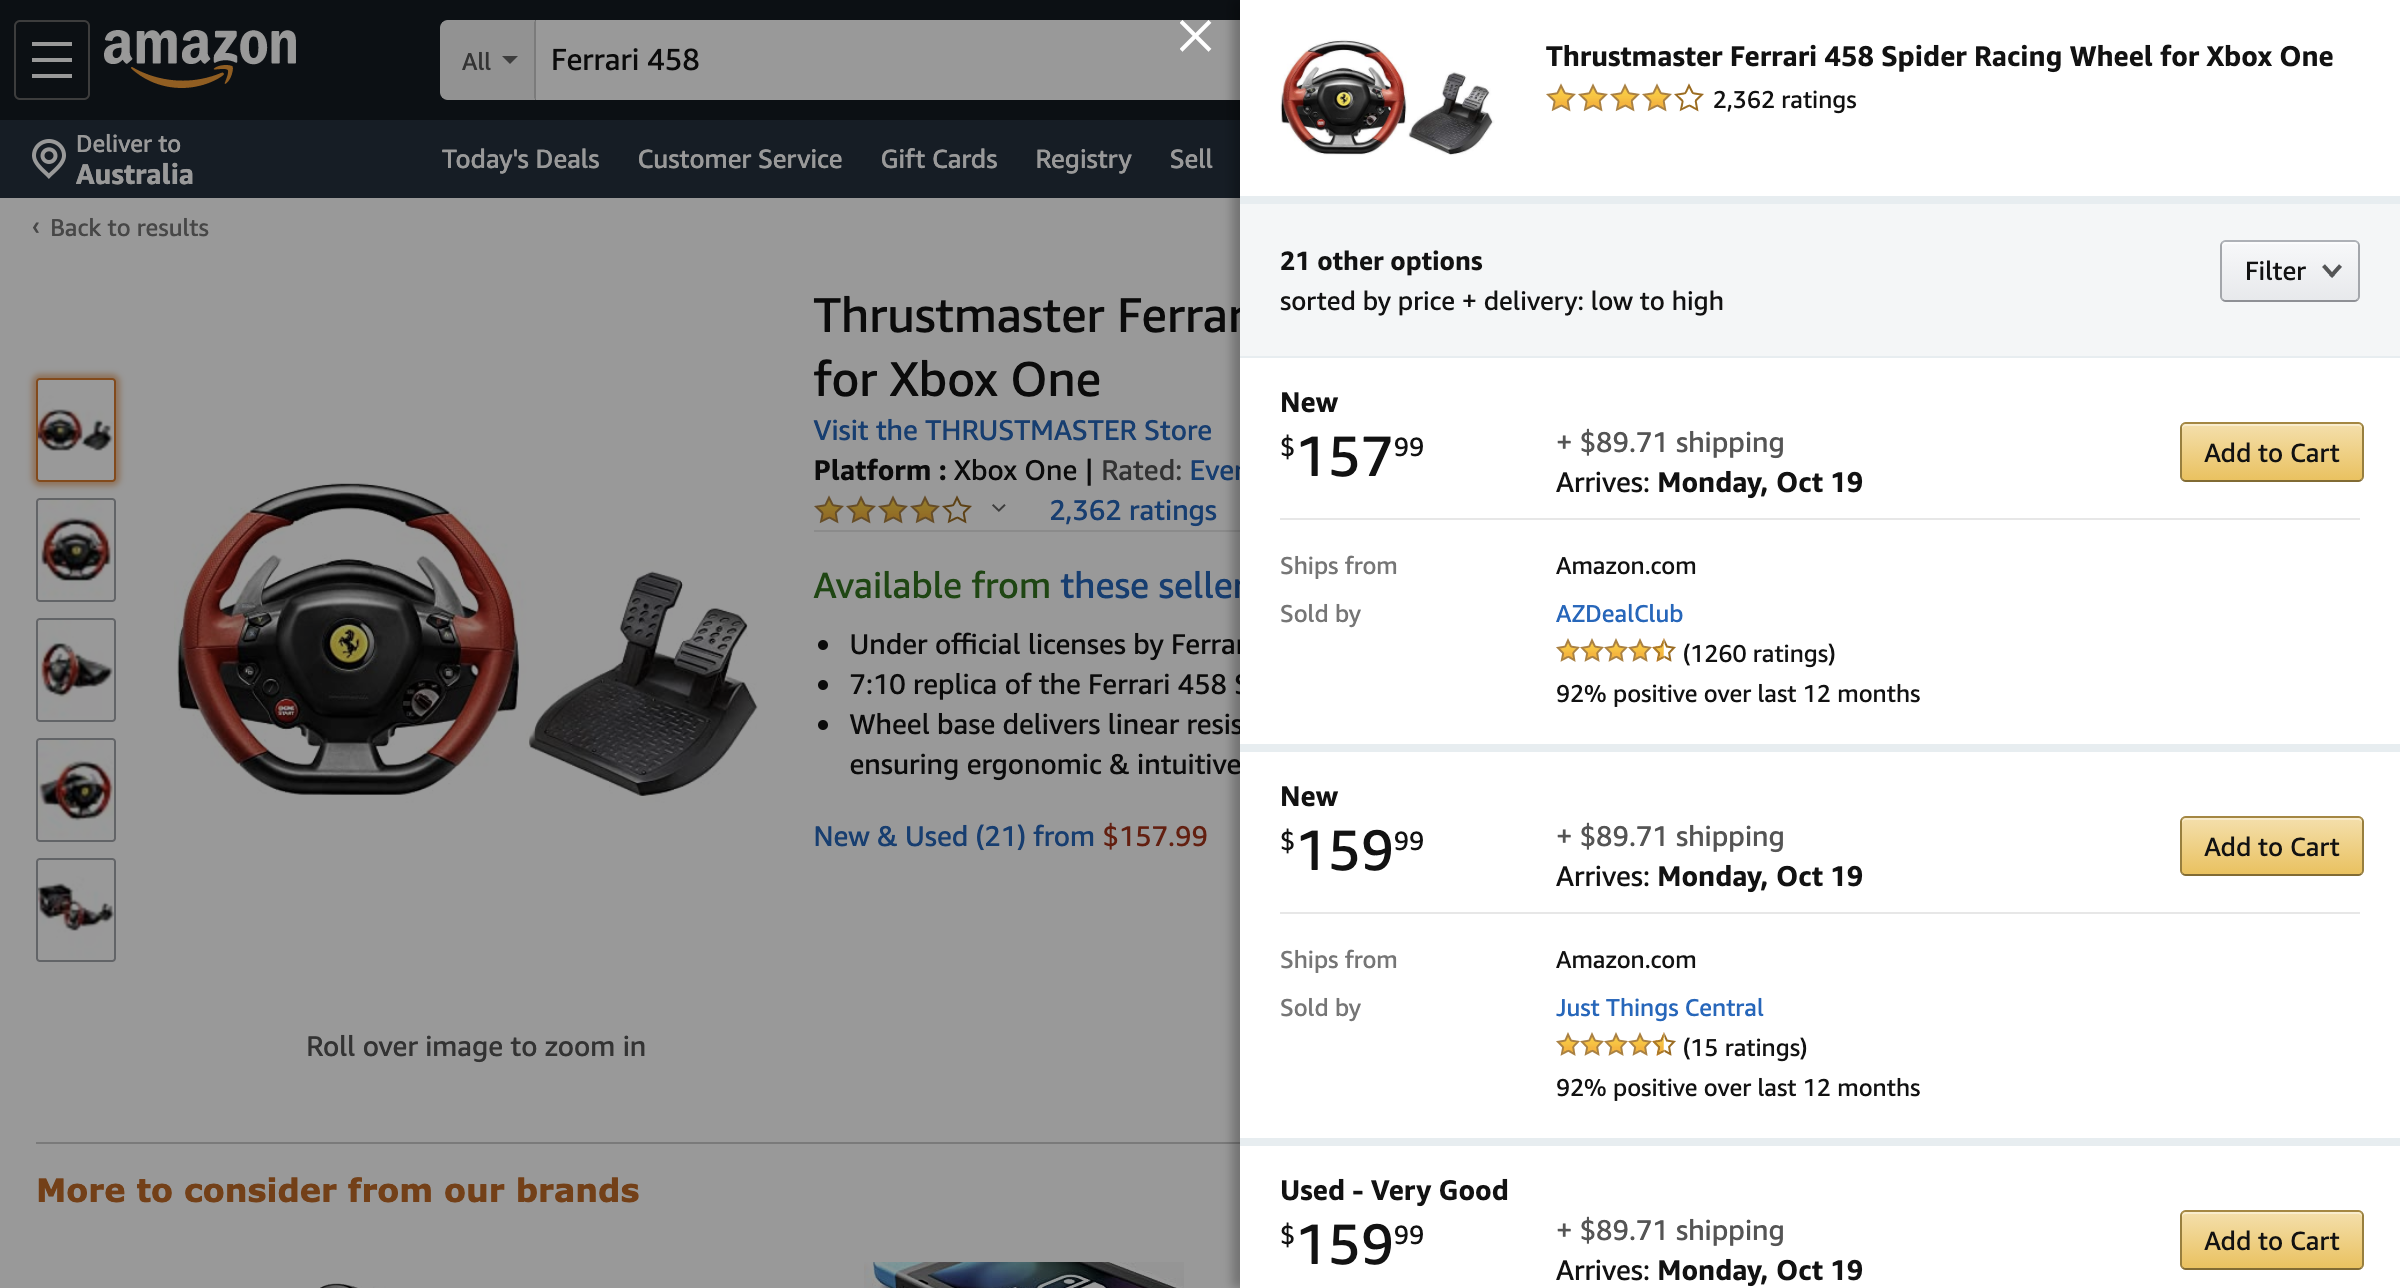 amazon
All
Ferrari 458
Deliver to
Australia
Today's Deals
Customer Service
Gift Cards
Registry
Sell
‹ Back to results
Thrustmaster Ferrar
for Xbox One
Visit the THRUSTMASTER Store
Platform : Xbox One | Rated: Ever
2,362 ratings
Available from these seller
• Under official licenses by Ferrar
• 7:10 replica of the Ferrari 458 S
• Wheel base delivers linear resis
ensuring ergonomic & intuitive
New & Used (21) from $157.99
Roll over image to zoom in
More to consider from our brands
Thrustmaster Ferrari 458 Spider Racing Wheel for Xbox One
2,362 ratings
21 other options
sorted by price + delivery: low to high
Filter
New
$157.99
+ $89.71 shipping
Arrives: Monday, Oct 19
Add to Cart
Ships from
Amazon.com
Sold by
AZDealClub
(1260 ratings)
92% positive over last 12 months
New
$159.99
+ $89.71 shipping
Arrives: Monday, Oct 19
Add to Cart
Ships from
Amazon.com
Sold by
Just Things Central
(15 ratings)
92% positive over last 12 months
Used - Very Good
$159.99
+ $89.71 shipping
Arrives: Monday, Oct 19
Add to Cart